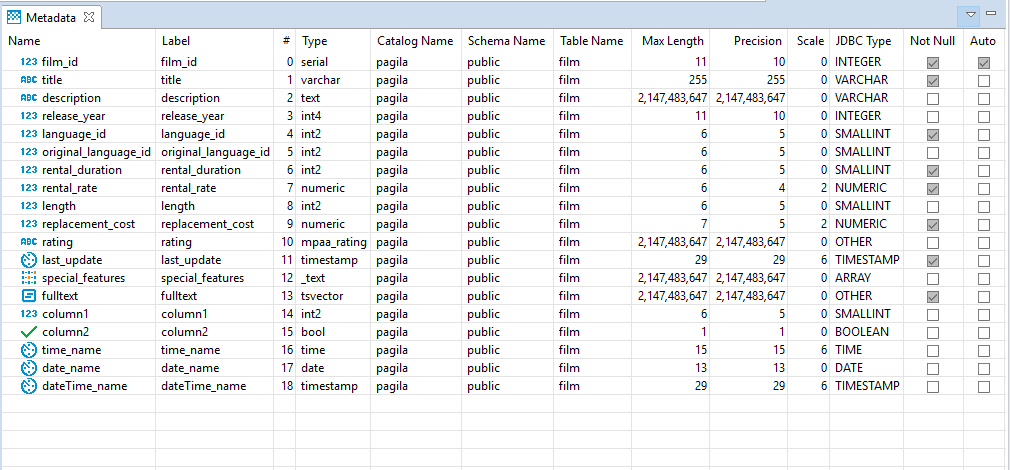 Metadata
Name Label # Type Catalog Name Schema Name Table Name Max Length Precision Scale JDBC Type Not Null Auto
123 film_id film_id 0 serial pagila public film 11 10 0 INTEGER
ABC title title 1 varchar pagila public film 255 255 0 VARCHAR
ABC description description 2 text pagila public film 2,147,483,647 2,147,483,647 0 VARCHAR
123 release_year release_year 3 int4 pagila public film 11 10 0 INTEGER
123 language_id language_id 4 int2 pagila public film 6 5 0 SMALLINT
123 original_language_id original_language_id 5 int2 pagila public film 6 5 0 SMALLINT
123 rental_duration rental_duration 6 int2 pagila public film 6 5 0 SMALLINT
123 rental_rate rental_rate 7 numeric pagila public film 6 4 2 NUMERIC
123 length length 8 int2 pagila public film 6 5 0 SMALLINT
123 replacement_cost replacement_cost 9 numeric pagila public film 7 5 2 NUMERIC
ABC rating rating 10 mpaa_rating pagila public film 2,147,483,647 2,147,483,647 0 OTHER
last_update last_update 11 timestamp pagila public film 29 29 6 TIMESTAMP
special_features special_features 12 _text pagila public film 2,147,483,647 2,147,483,647 0 ARRAY
fulltext fulltext 13 tsvector pagila public film 2,147,483,647 2,147,483,647 0 OTHER
123 column1 column1 14 int2 pagila public film 6 5 0 SMALLINT
column2 column2 15 bool pagila public film 1 1 0 BOOLEAN
time_name time_name 16 time pagila public film 15 15 6 TIME
date_name date_name 17 date pagila public film 13 13 0 DATE
dateTime_name dateTime_name 18 timestamp pagila public film 29 29 6 TIMESTAMP